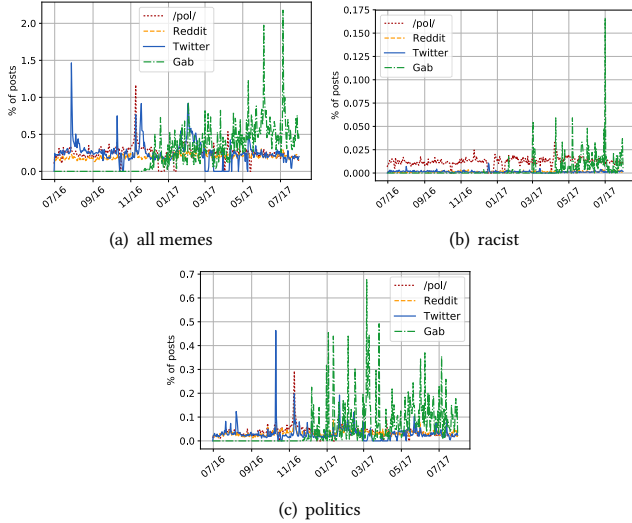 /pol/
Reddit
Twitter
Gab
% of posts
2.0
1.5
1.0
0.5
0.0
07/16 09/16 11/16 01/17 03/17 05/17 07/17
(a) all memes
/pol/
Reddit
Twitter
Gab
% of posts
0.175
0.150
0.125
0.100
0.075
0.050
0.025
0.000
07/16 09/16 11/16 01/17 03/17 05/17 07/17
(b) racist
/pol/
Reddit
Twitter
Gab
% of posts
0.7
0.6
0.5
0.4
0.3
0.2
0.1
0.0
07/16 09/16 11/16 01/17 03/17 05/17 07/17
(c) politics